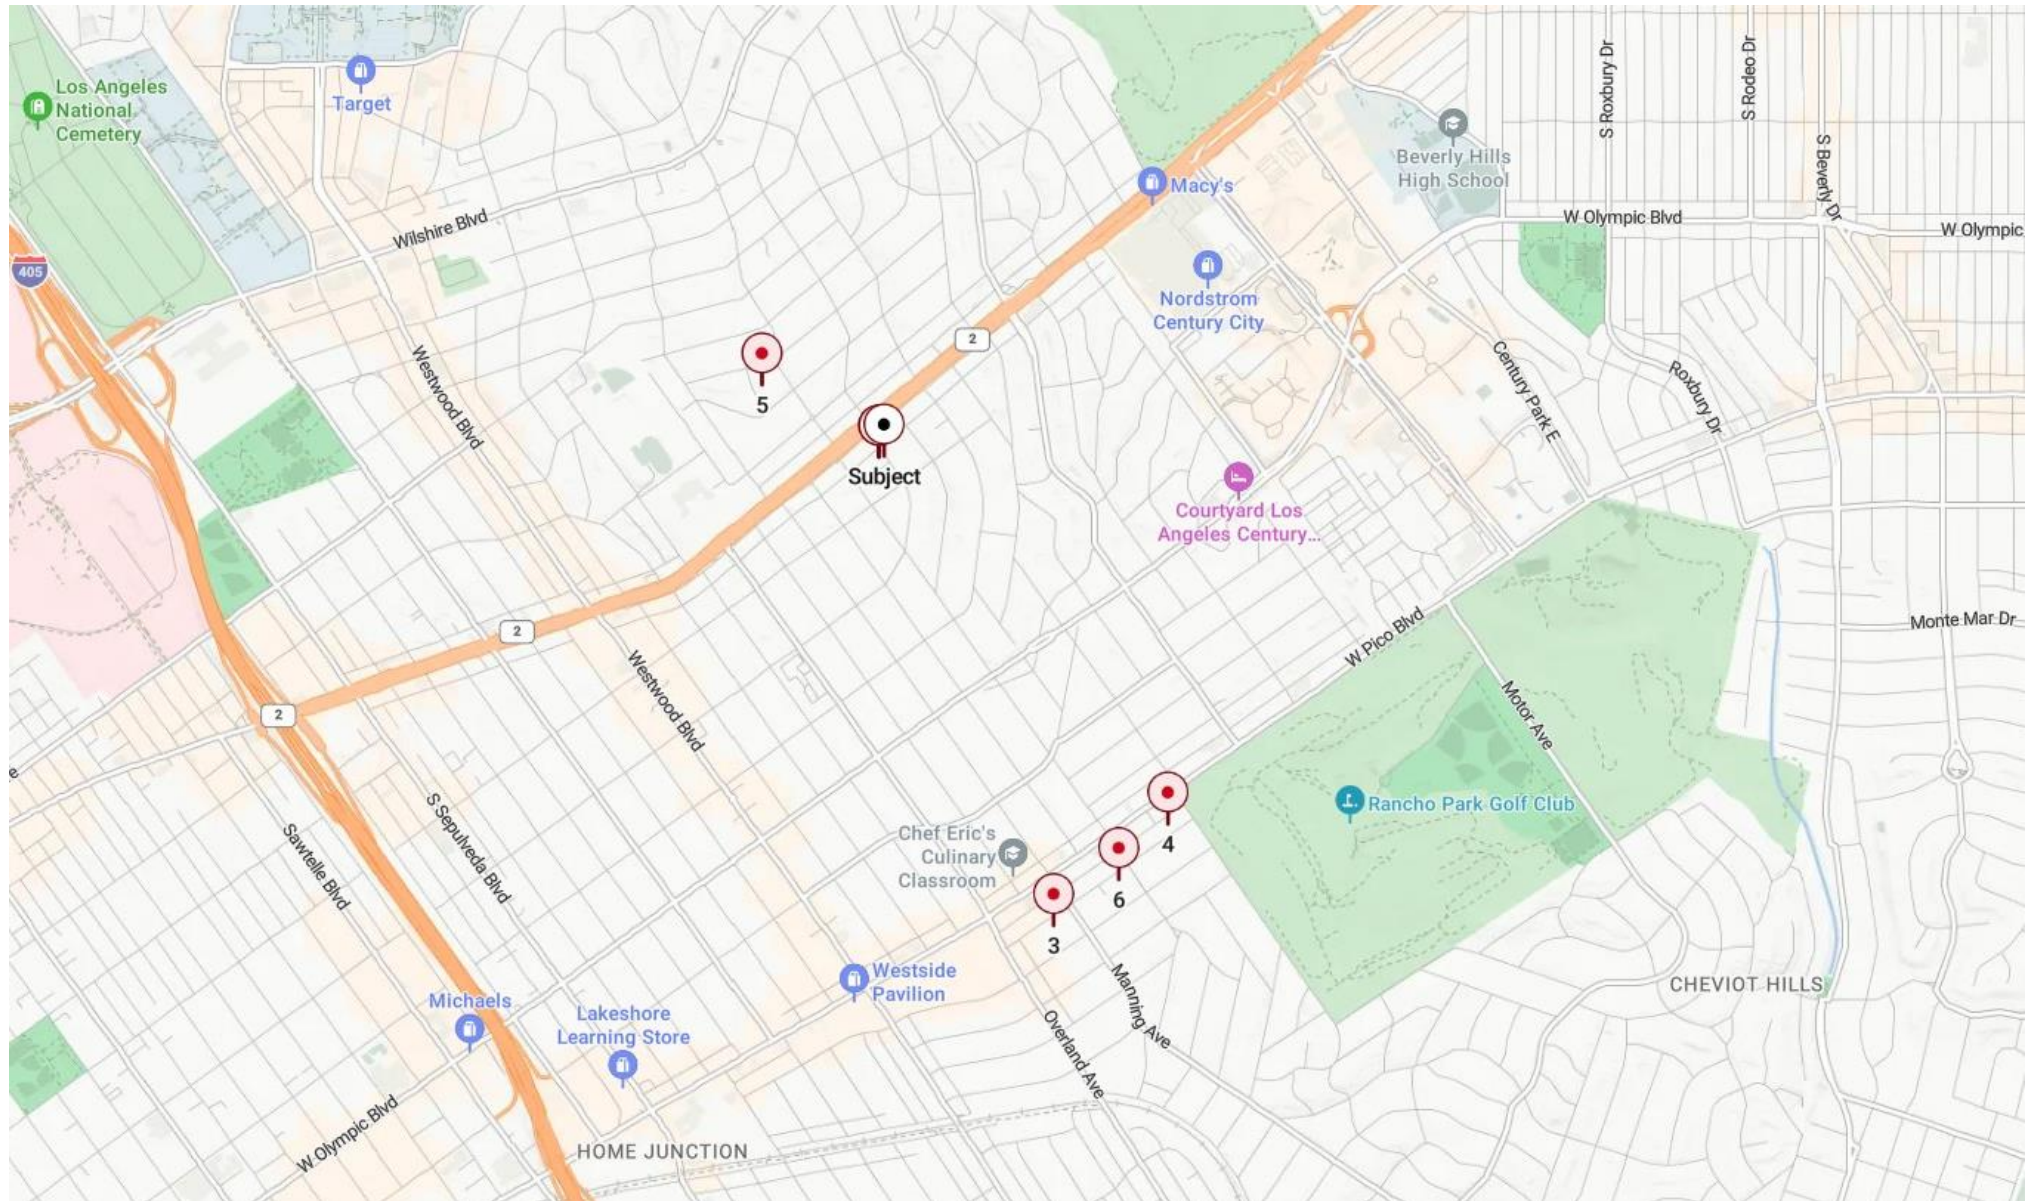 Los Angeles
National
Cemetery
Target
405
Wilshire Blvd
Westwood Blvd
5
Subject
2
Macy's
Nordstrom
Century City
Beverly Hills
High School
S Roxbury Dr
S Rodeo Dr
S Beverly Dr
W Olympic Blvd
W Olympic
Century Park E
Roxbury Dr
Courtyard Los
Angeles Century...
2
Westwood Blvd
2
W Pico Blvd
Motor Ave
Monte Mar Dr
e
S Sepulveda Blvd
Sawtelle Blvd
Chef Eric's
Culinary
Classroom
4
6
3
Rancho Park Golf Club
Westside
Pavilion
Michaels
Lakeshore
Learning Store
Manning Ave
Overland Ave
CHEVIOT HILLS
W Olympic Blvd
HOME JUNCTION